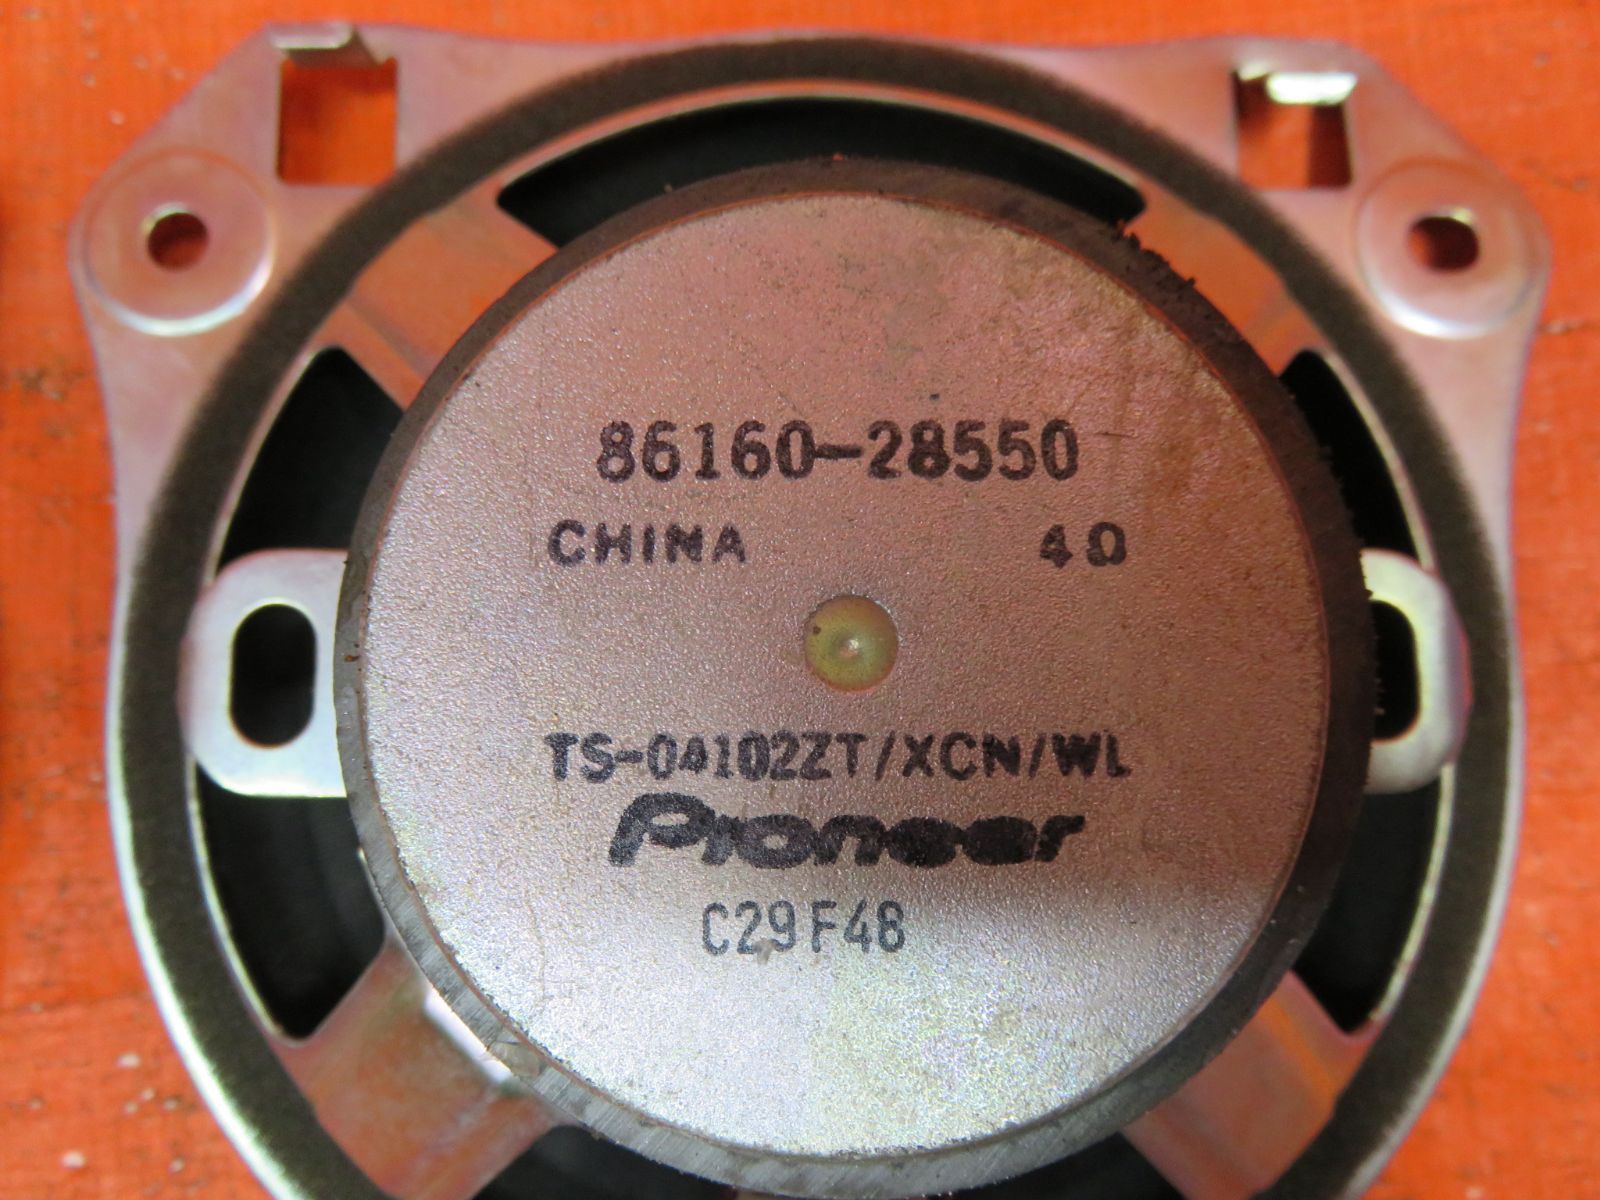 86160-28550
CHINA 4Ω
TS-04102ZT/XCN/WL
Pioneer
C29F48